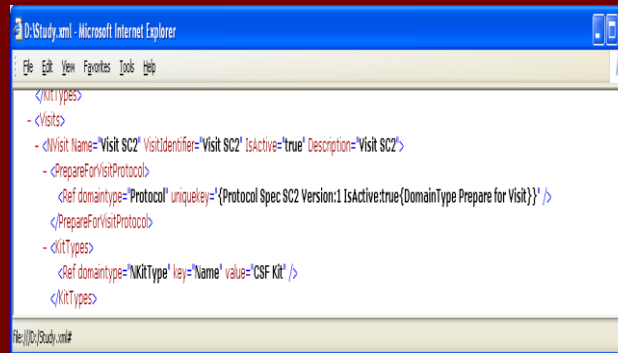 D:\Study.xml - Microsoft Internet Explorer
File Edit View Favorites Tools Help
</KitTypes>
- <Visits>
- <NVisit Name="Visit SC2" VisitIdentifier="Visit SC2" IsActive="true" Description="Visit SC2">
- <PrepareForVisitProtocol>
<Ref domaintype="Protocol" uniquekey="{Protocol Spec SC2 Version:1 IsActive:true{DomainType Prepare for Visit}}" />
</PrepareForVisitProtocol>
- <KitTypes>
<Ref domaintype="NKitType" key="Name" value="CSF Kit" />
</KitTypes>
file:///D:/Study.xml#